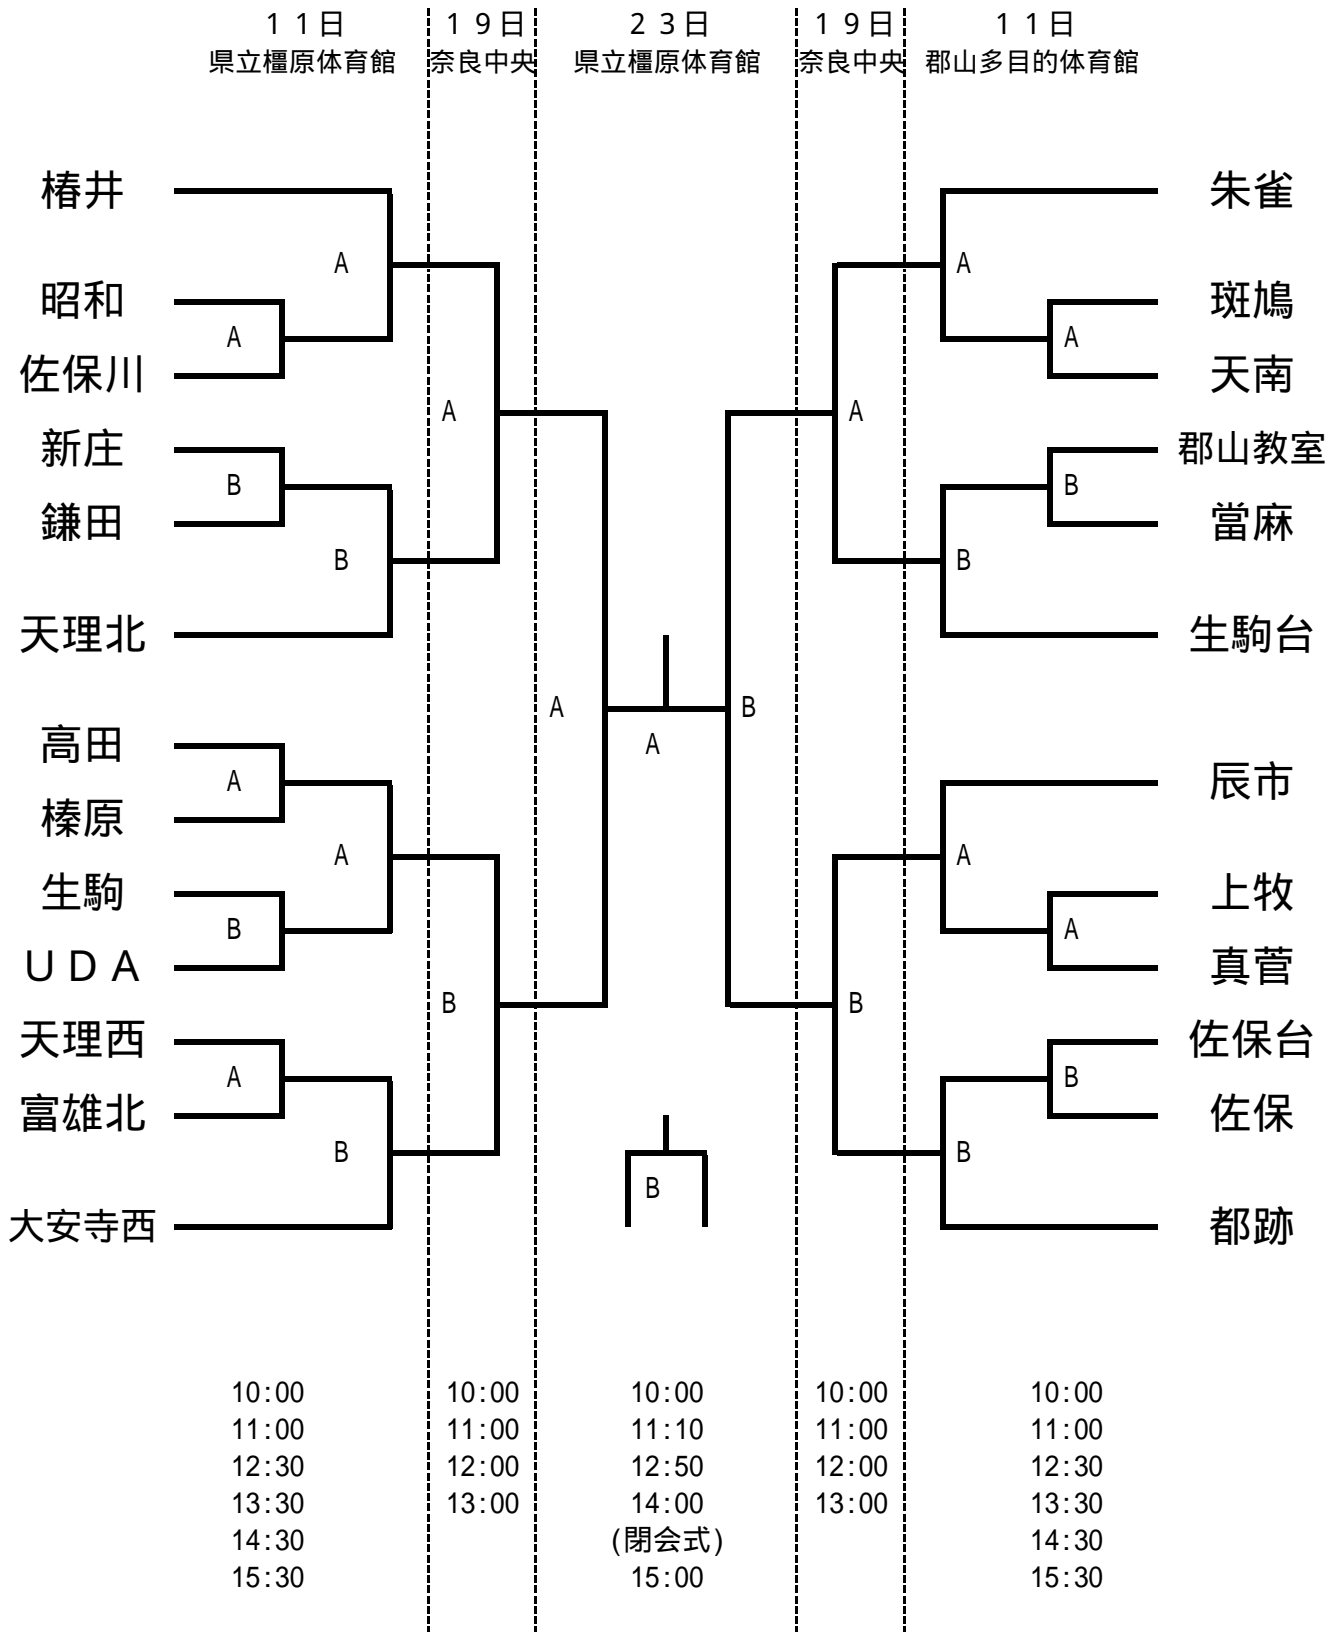 11日 19日 23日 19日 11日
県立橿原体育館 奈良中央 県立橿原体育館 奈良中央 郡山多目的体育館
椿井 朱雀
A A
昭和 斑鳩
A A
佐保川 天南
A A
新庄 郡山教室
B B
鎌田 當麻
B B
天理北 生駒台
A B
A
高田 辰市
A
榛原
A A
生駒 上牧
B A
UDA 真菅
B B
天理西 佐保台
A B
富雄北 佐保
B B
B
大安寺西 都跡
10:00 10:00 10:00 10:00 10:00
11:00 11:00 11:10 11:00 11:00
12:30 12:00 12:50 12:00 12:30
13:30 13:00 14:00 13:00 13:30
14:30 (閉会式) 14:30
15:30 15:00 15:30